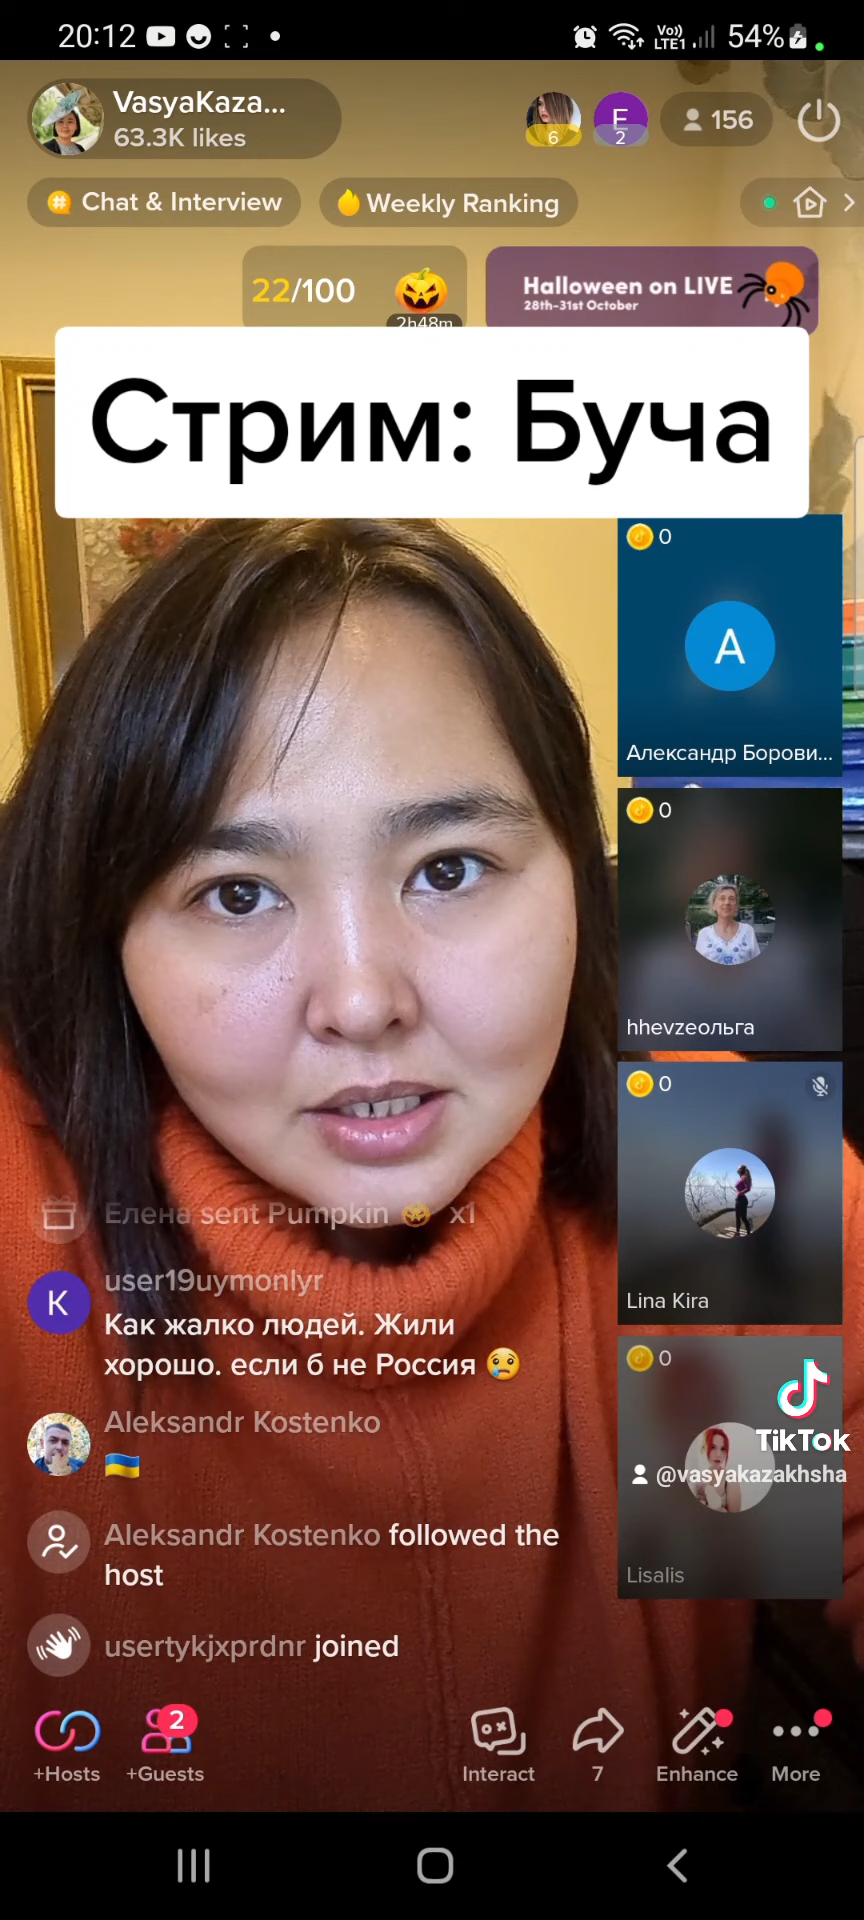 20:12
Vo))
LTE1
54%
VasyaKaza...
63.3K likes
6
E
2
156
Chat & Interview
Weekly Ranking
22/100
2h48m
Halloween on LIVE
28th-31st October
Стрим: Буча
0
A
Александр Борови...
0
hhevzeольга
0
Lina Kira
0
TikTok
@vasyakazakhsha
Lisalis
Елена sent Pumpkin x1
user19uymonlyr
K
Как жалко людей. Жили
хорошо. если б не Россия 😢
Aleksandr Kostenko
🇺🇦
Aleksandr Kostenko followed the
host
usertykjxprdnr joined
2
+Hosts
+Guests
Interact
7
Enhance
More